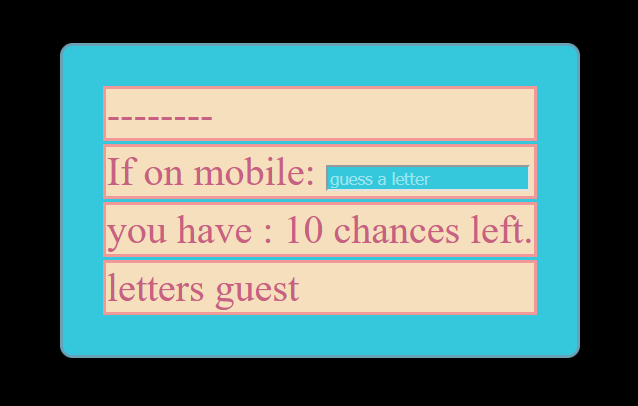 --------
If on mobile: guess a letter
you have : 10 chances left.
letters guest